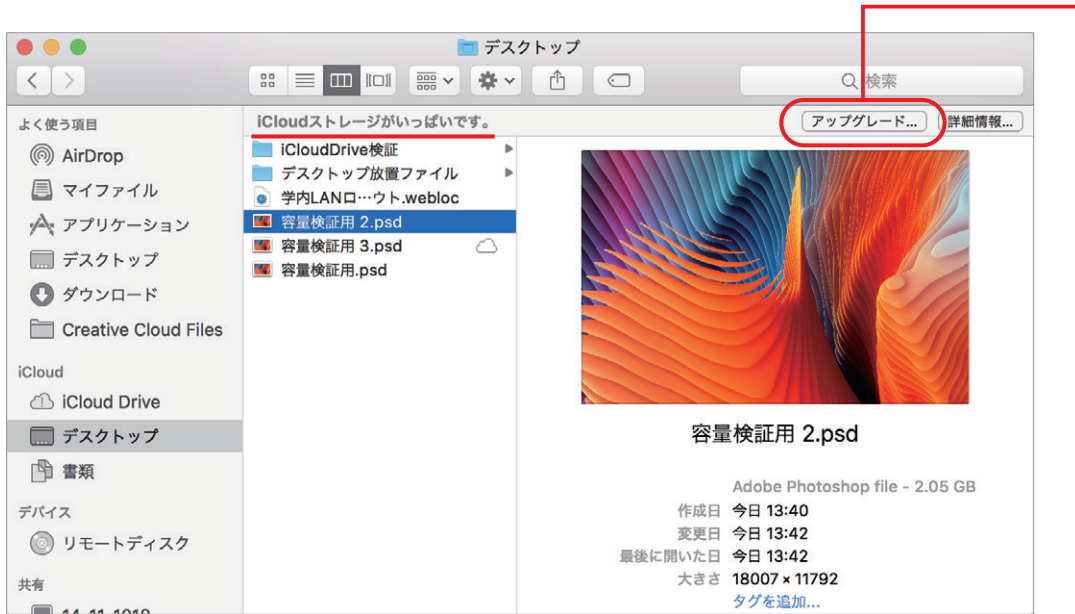 デスクトップ
検索
よく使う項目
AirDrop
マイファイル
アプリケーション
デスクトップ
ダウンロード
Creative Cloud Files
iCloud
iCloud Drive
デスクトップ
書類
デバイス
リモートディスク
共有
iCloudストレージがいっぱいです。
アップグレード...
詳細情報...
iCloudDrive検証
デスクトップ放置ファイル
学内LANロ…ウト.webloc
容量検証用 2.psd
容量検証用 3.psd
容量検証用.psd
容量検証用 2.psd
Adobe Photoshop file - 2.05 GB
作成日 今日 13:40
変更日 今日 13:42
最後に開いた日 今日 13:42
大きさ 18007 × 11792
タグを追加...